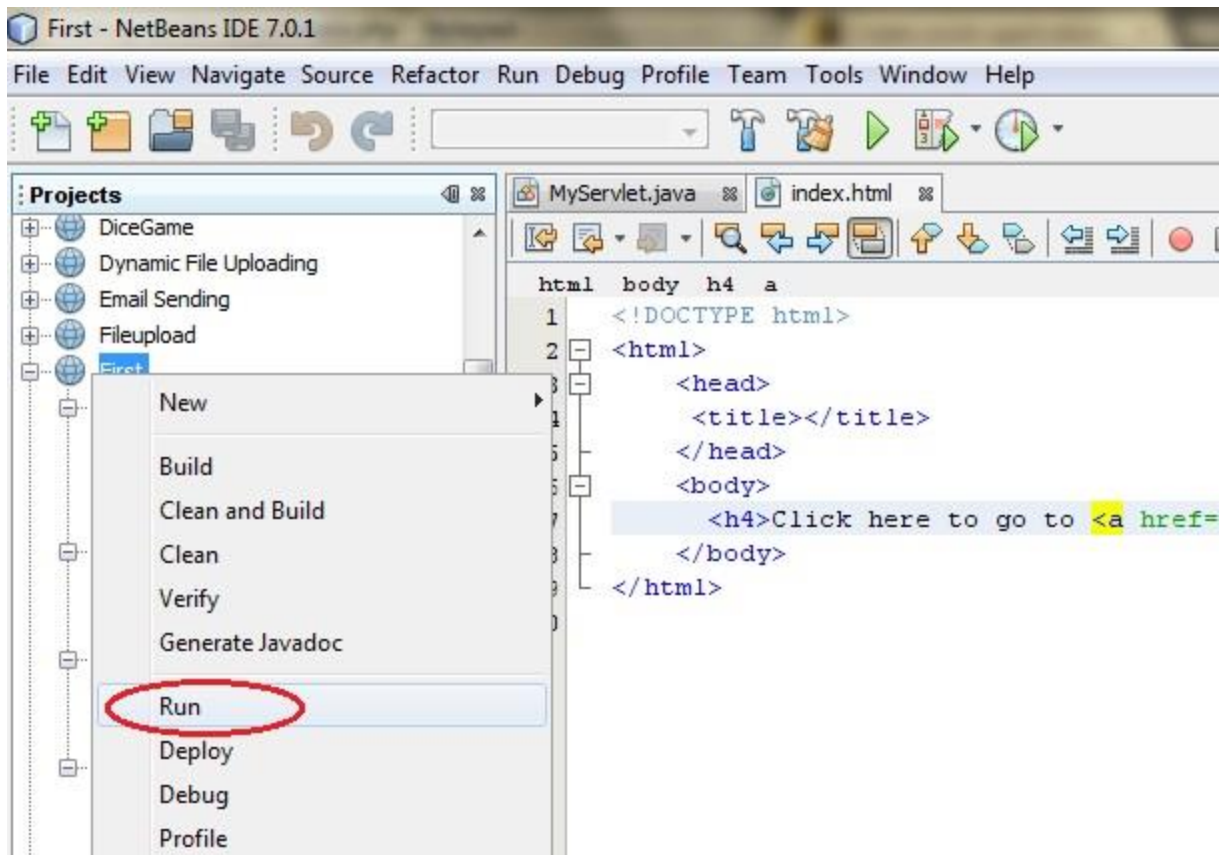 First - NetBeans IDE 7.0.1
File Edit View Navigate Source Refactor Run Debug Profile Team Tools Window Help
Projects
DiceGame
Dynamic File Uploading
Email Sending
Fileupload
First
New
Build
Clean and Build
Clean
Verify
Generate Javadoc
Run
Deploy
Debug
Profile
MyServlet.java index.html
html body h4 a
1 <!DOCTYPE html>
2 <html>
<head>
<title></title>
</head>
<body>
<h4>Click here to go to <a href=
</body>
</html>